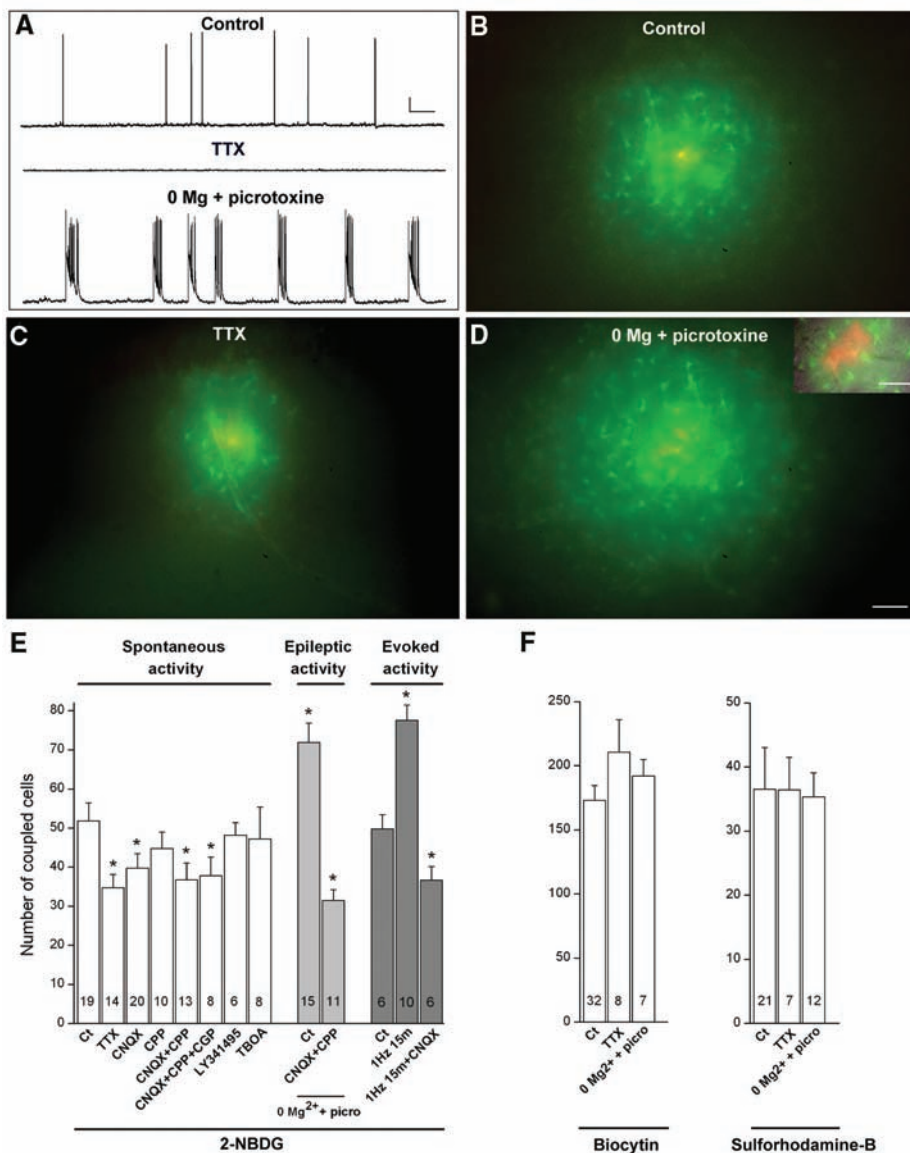 A
Control
TTX
0 Mg + picrotoxine
B
Control
C
TTX
D
0 Mg + picrotoxine
E
Spontaneous activity
Epileptic activity
Evoked activity
Number of coupled cells
80
70
60
50
40
30
20
10
0
* * * * * * * *
19 14 20 10 13 8 6 8 15 11 6 10 6
Ct
TTX
CNQX
CPP
CNQX+CPP
CNQX+CPP+CGP
LY341495
TBOA
Ct
CNQX+CPP
Ct
1Hz 15m
1Hz 15m+CNQX
0 Mg2+ + picro
2-NBDG
F
250
200
150
100
50
0
32 8 7
Ct
TTX
0 Mg2+ + picro
Biocytin
50
40
30
20
10
0
21 7 12
Ct
TTX
0 Mg2+ + picro
Sulforhodamine-B